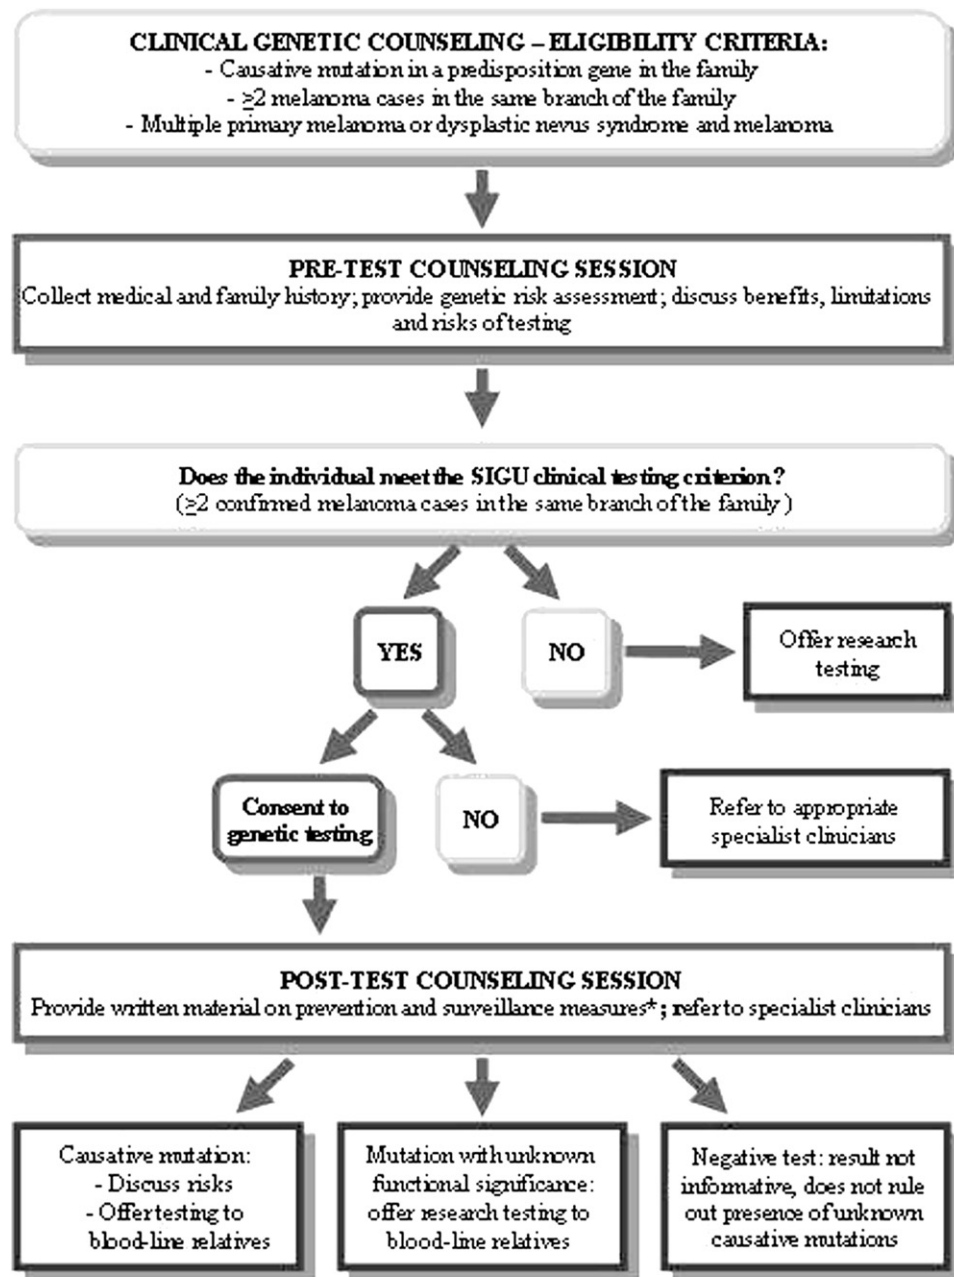 CLINICAL GENETIC COUNSELING – ELIGIBILITY CRITERIA:
- Causative mutation in a predisposition gene in the family
- ≥2 melanoma cases in the same branch of the family
- Multiple primary melanoma or dysplastic nevus syndrome and melanoma
PRE-TEST COUNSELING SESSION
Collect medical and family history; provide genetic risk assessment; discuss benefits, limitations
and risks of testing
Does the individual meet the SIGU clinical testing criterion?
(≥2 confirmed melanoma cases in the same branch of the family)
YES
NO
Offer research
testing
Consent to
genetic testing
NO
Refer to appropriate
specialist clinicians
POST-TEST COUNSELING SESSION
Provide written material on prevention and surveillance measures*; refer to specialist clinicians
Causative mutation:
- Discuss risks
- Offer testing to
blood-line relatives
Mutation with unknown
functional significance:
offer research testing to
blood-line relatives
Negative test: result not
informative, does not rule
out presence of unknown
causative mutations